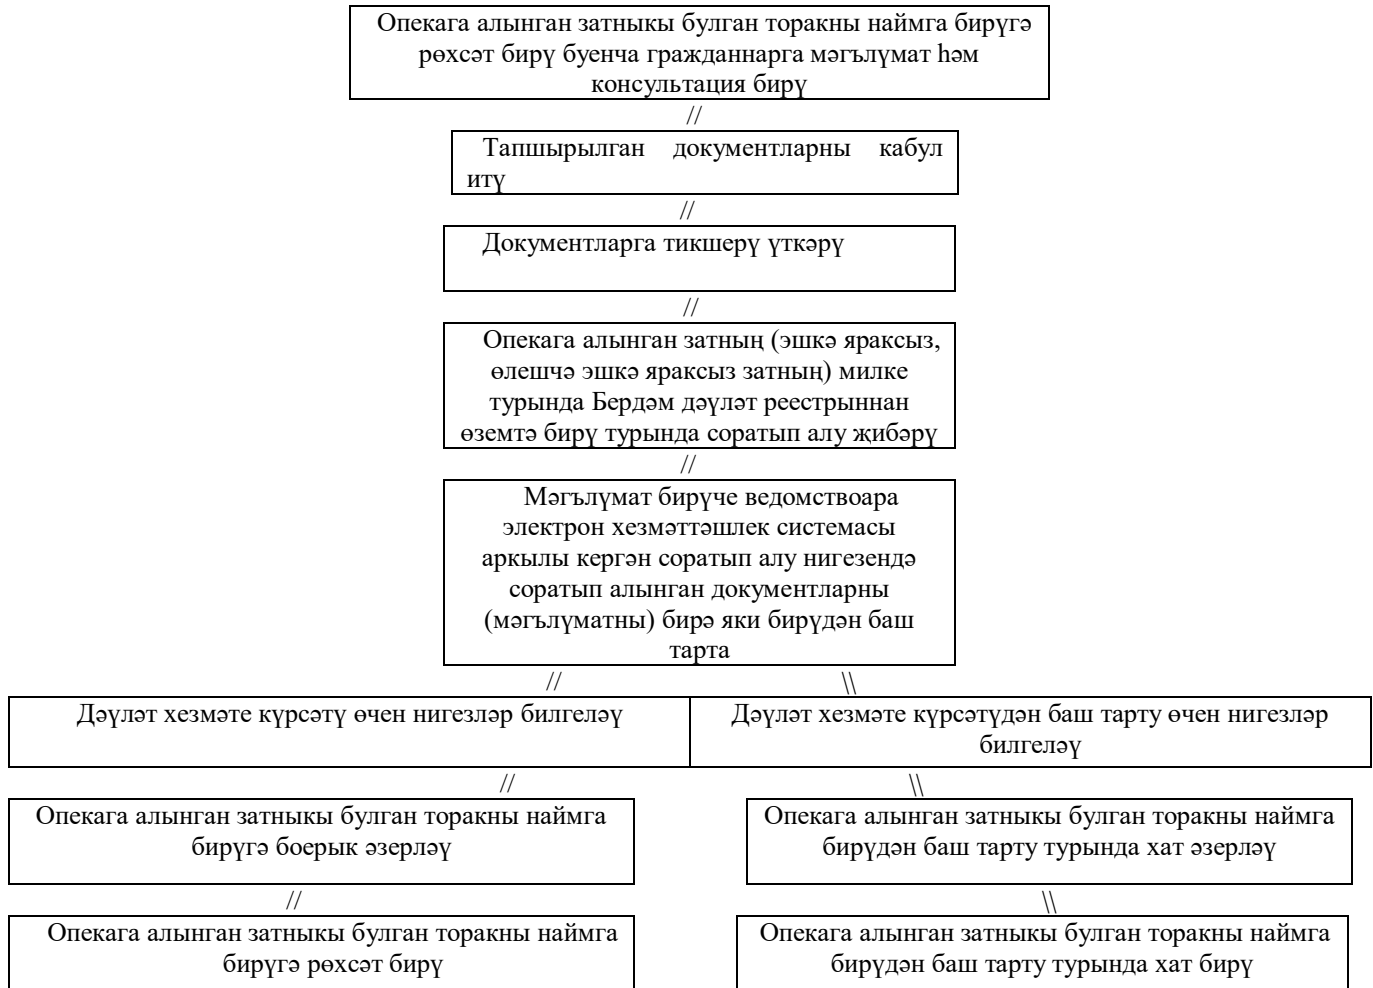 Опекага алынган затныкы булган торакны наймга бирүгә
рөхсәт бирү буенча гражданнарга мәгълүмат һәм
консультация бирү
//
Тапшырылган документларны кабул
итү
//
Документларга тикшерү үткәрү
//
Опекага алынган затның (эшкә яраксыз,
өлешчә эшкә яраксыз затның) милке
турында Бердәм дәүләт реестрыннан
өземтә бирү турында соратып алу җибәрү
//
Мәгълүмат бирүче ведомствоара
электрон хезмәттәшлек системасы
аркылы кергән соратып алу нигезендә
соратып алынган документларны
(мәгълүматны) бирә яки бирүдән баш
тарта
// \\
Дәүләт хезмәте күрсәтү өчен нигезләр билгеләү
Дәүләт хезмәте күрсәтүдән баш тарту өчен нигезләр
билгеләү
// \\
Опекага алынган затныкы булган торакны наймга
бирүгә боерык әзерләү
Опекага алынган затныкы булган торакны наймга
бирүдән баш тарту турында хат әзерләү
// \\
Опекага алынган затныкы булган торакны наймга
бирүгә рөхсәт бирү
Опекага алынган затныкы булган торакны наймга
бирүдән баш тарту турында хат бирү